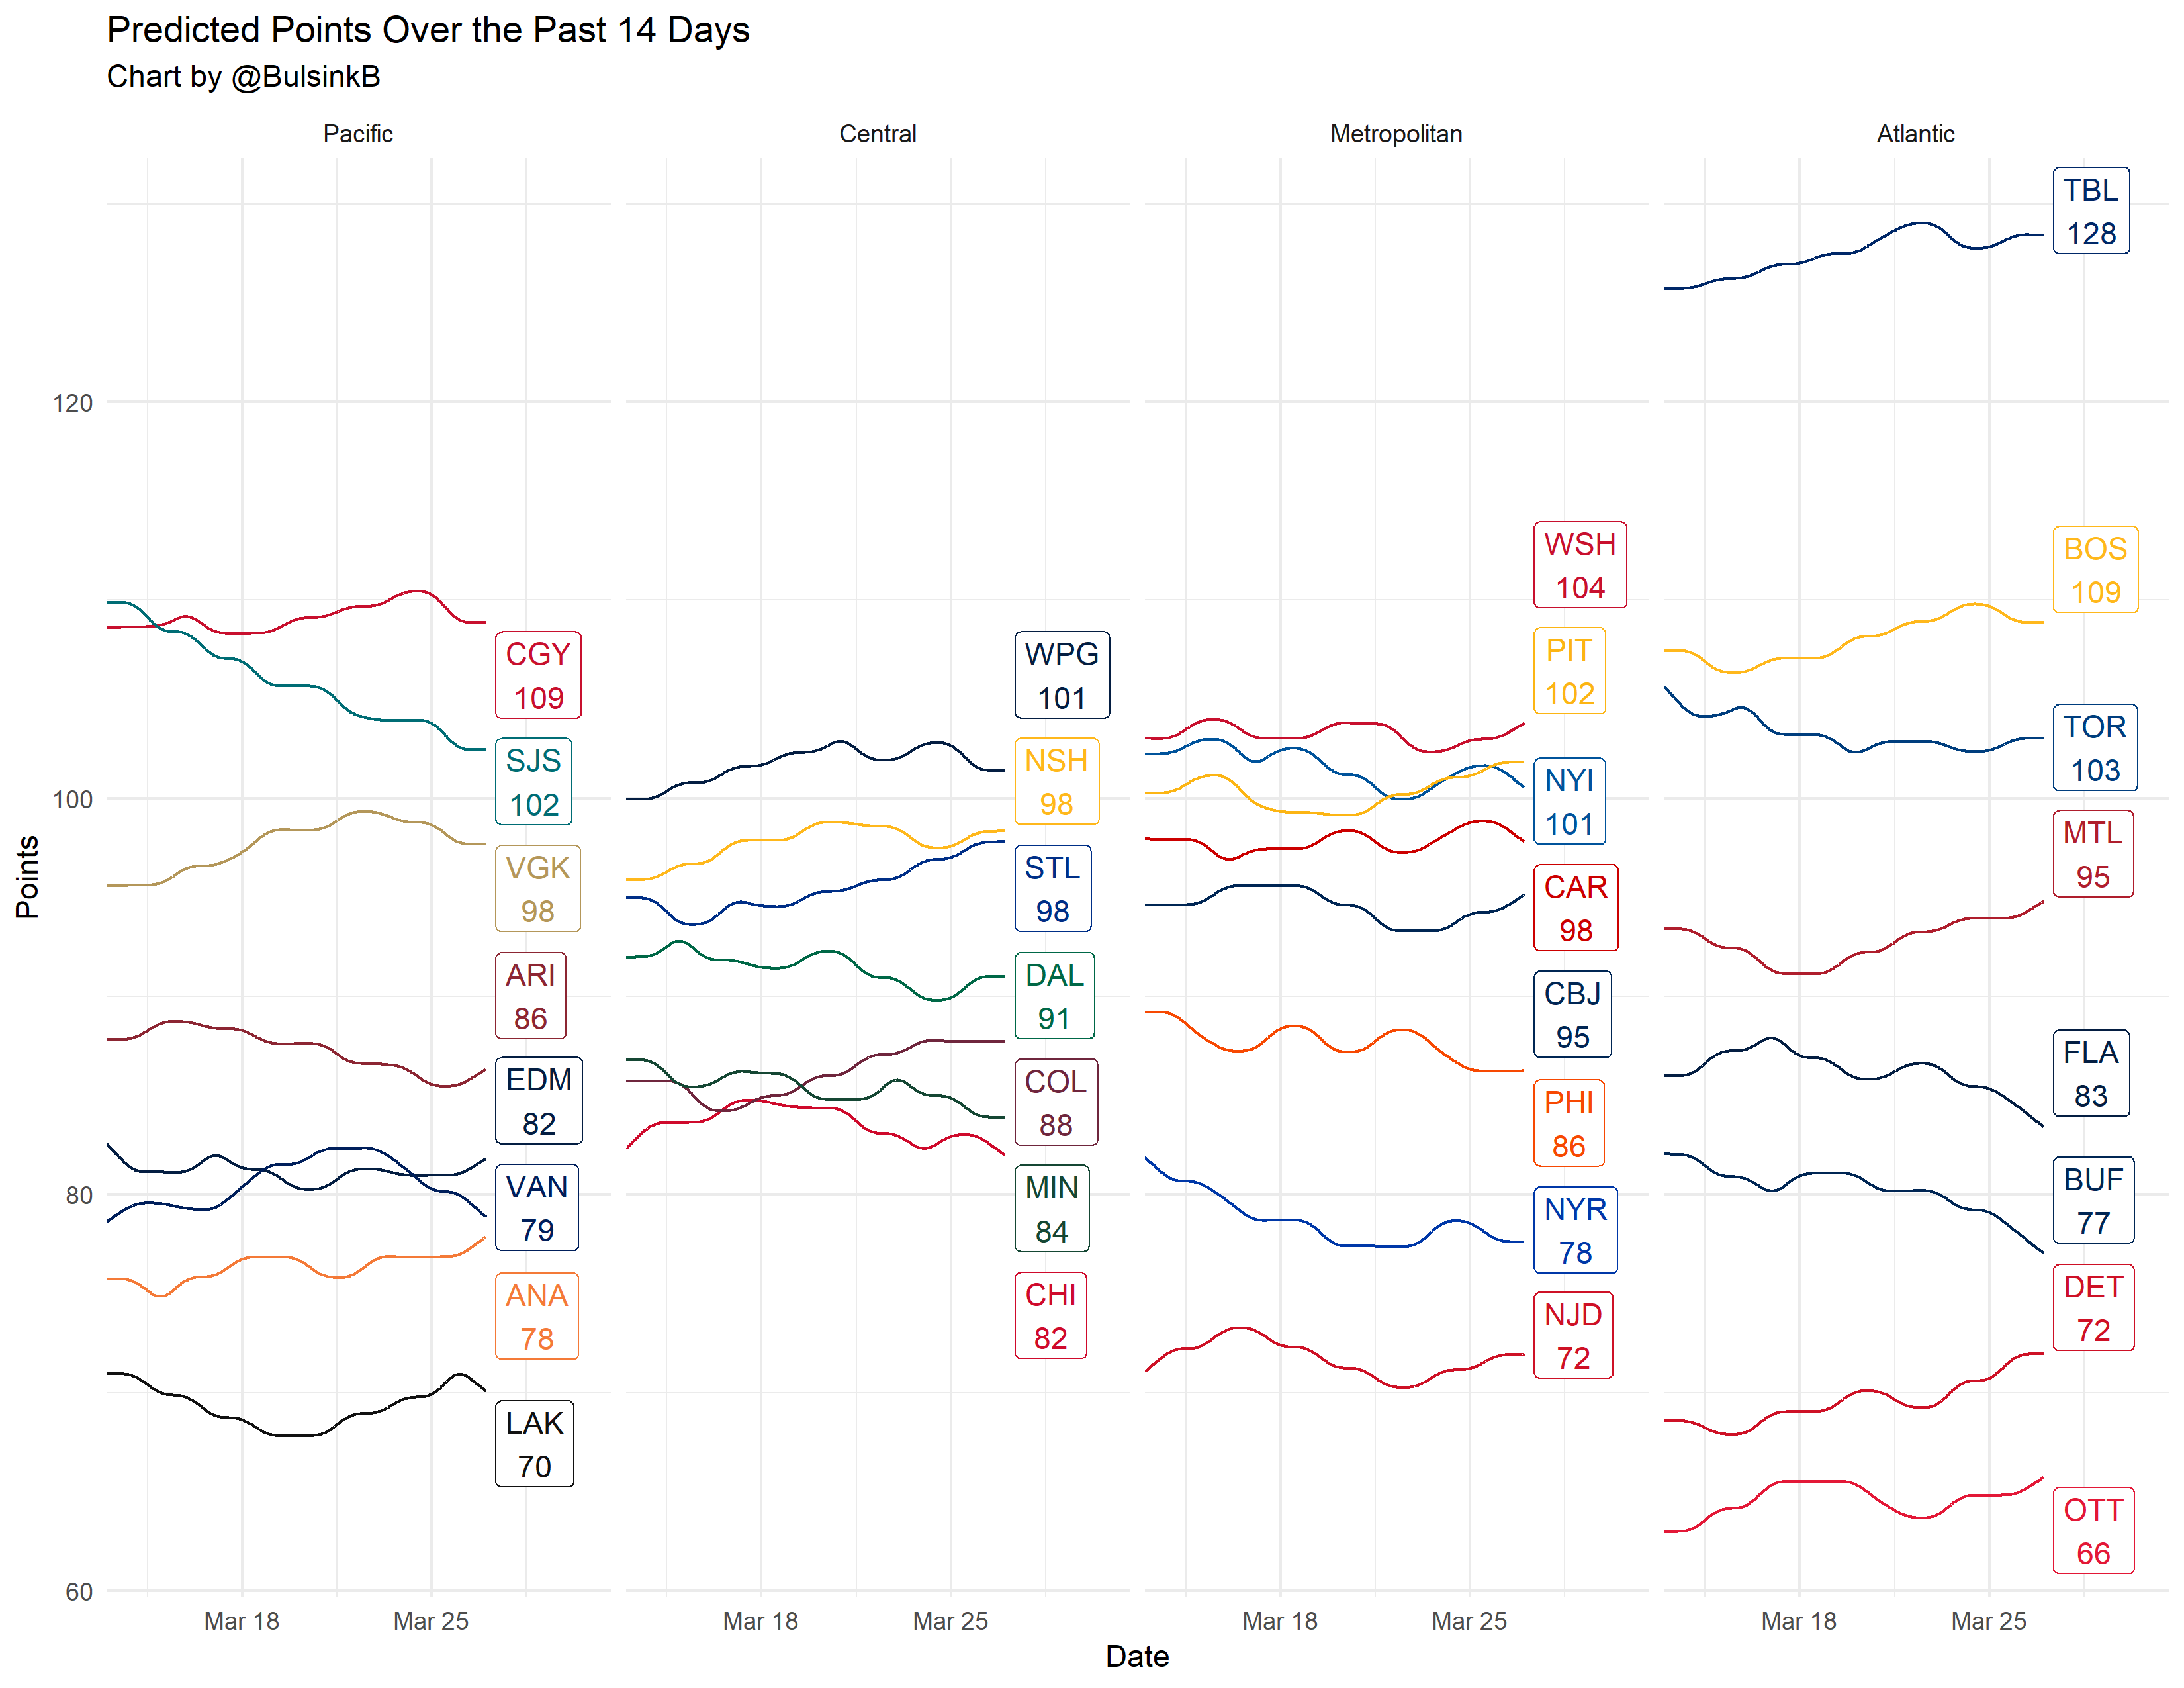 Predicted Points Over the Past 14 Days
Chart by @BulsinkB
Pacific
Central
Metropolitan
Atlantic
Points
120
100
80
60
CGY
109
SJS
102
VGK
98
ARI
86
EDM
82
VAN
79
ANA
78
LAK
70
WPG
101
NSH
98
STL
98
DAL
91
COL
88
MIN
84
CHI
82
WSH
104
PIT
102
NYI
101
CAR
98
CBJ
95
PHI
86
NYR
78
NJD
72
TBL
128
BOS
109
TOR
103
MTL
95
FLA
83
BUF
77
DET
72
OTT
66
Mar 18
Mar 25
Mar 18
Mar 25
Mar 18
Mar 25
Mar 18
Mar 25
Date